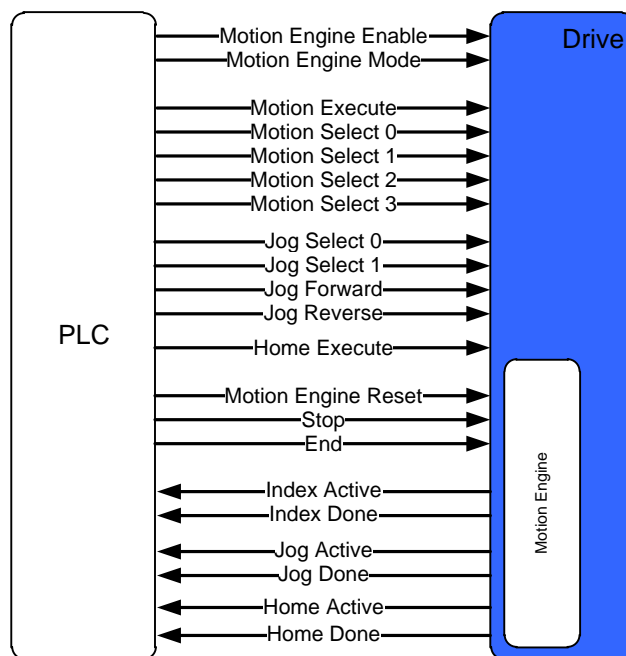 Drive
Motion Engine Enable
Motion Engine Mode
Motion Execute
Motion Select 0
Motion Select 1
Motion Select 2
Motion Select 3
Jog Select 0
Jog Select 1
Jog Forward
Jog Reverse
PLC
Home Execute
Motion Engine Reset
Stop
End
Motion Engine
Index Active
Index Done
Jog Active
Jog Done
Home Active
Home Done